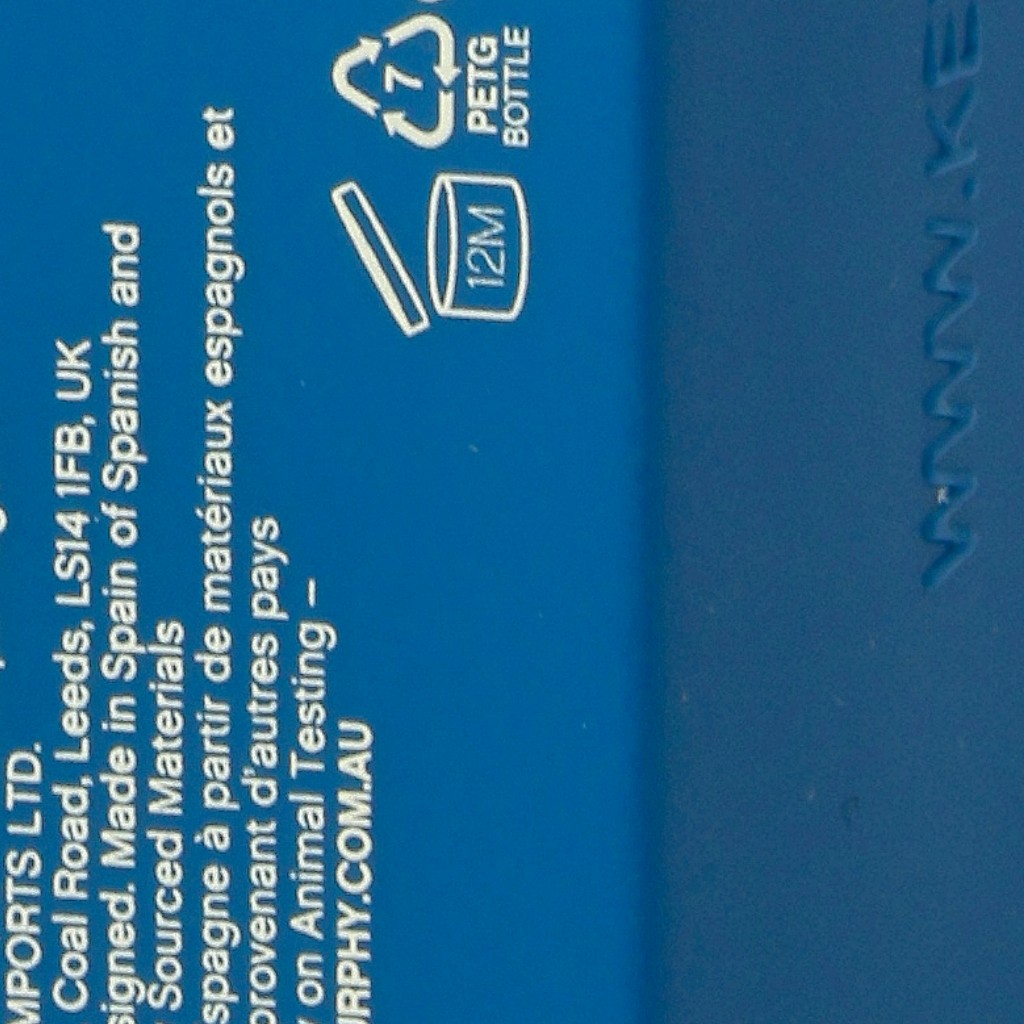 MPORTS LTD.
Coal Road, Leeds, LS14 1FB, UK
signed. Made in Spain of Spanish and
Sourced Materials
spagne à partir de matériaux espagnols et
provenant d'autres pays
on Animal Testing –
URPHY.COM.AU
12M
7
PETG
BOTTLE
WWW.KE